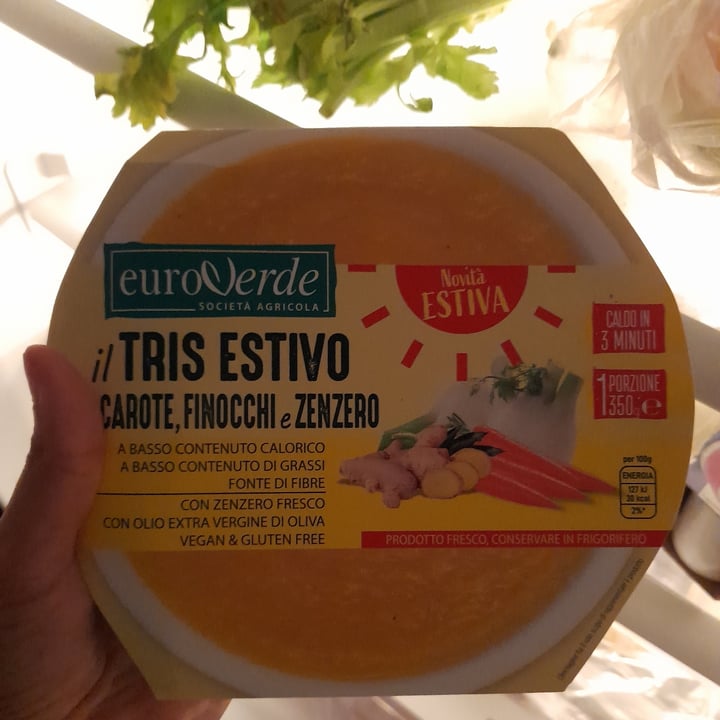 euroVerde
SOCIETÀ AGRICOLA
Novità
ESTIVA
il TRIS ESTIVO
CAROTE, FINOCCHI e ZENZERO
A BASSO CONTENUTO CALORICO
A BASSO CONTENUTO DI GRASSI
FONTE DI FIBRE
CON ZENZERO FRESCO
CON OLIO EXTRA VERGINE DI OLIVA
VEGAN & GLUTEN FREE
CALDO IN
3 MINUTI
1 PORZIONE
350g e
per 100g
ENERGIA
127 kJ
30 kcal
2%*
PRODOTTO FRESCO, CONSERVARE IN FRIGORIFERO